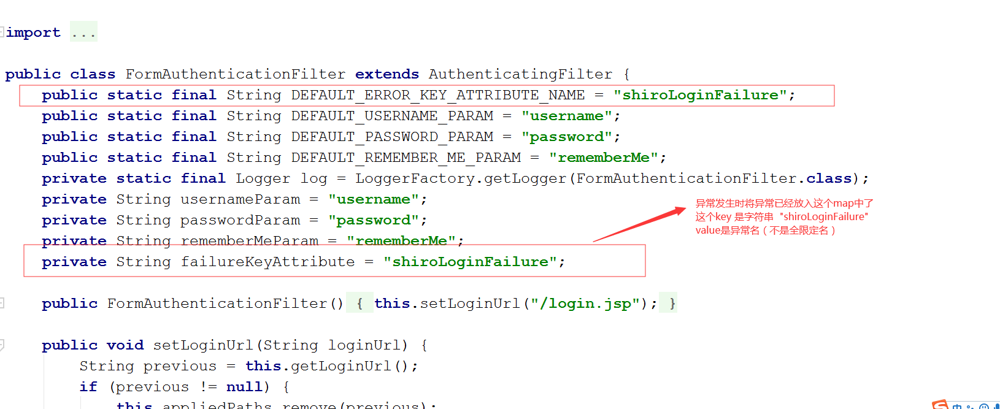 import ...
public class FormAuthenticationFilter extends AuthenticatingFilter {
public static final String DEFAULT_ERROR_KEY_ATTRIBUTE_NAME = "shiroLoginFailure";
public static final String DEFAULT_USERNAME_PARAM = "username";
public static final String DEFAULT_PASSWORD_PARAM = "password";
public static final String DEFAULT_REMEMBER_ME_PARAM = "rememberMe";
private static final Logger log = LoggerFactory.getLogger(FormAuthenticationFilter.class);
private String usernameParam = "username";
private String passwordParam = "password";
private String rememberMeParam = "rememberMe";
private String failureKeyAttribute = "shiroLoginFailure";
异常发生时将异常已经放入这个map中了
这个key 是字符串 "shiroLoginFailure"
value是异常名（不是全限定名）
public FormAuthenticationFilter() { this.setLoginUrl("/login.jsp"); }
public void setLoginUrl(String loginUrl) {
String previous = this.getLoginUrl();
if (previous != null) {
this.appliedPaths.remove(previous);